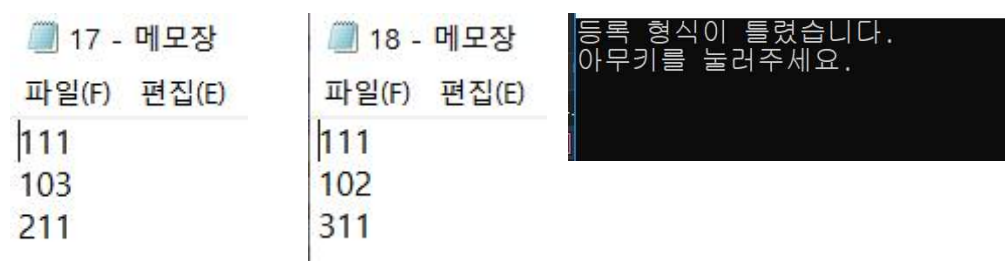 17 - 메모장
파일(F) 편집(E)
111
103
211
18 - 메모장
파일(F) 편집(E)
111
102
311
등록 형식이 틀렸습니다.
아무키를 눌러주세요.